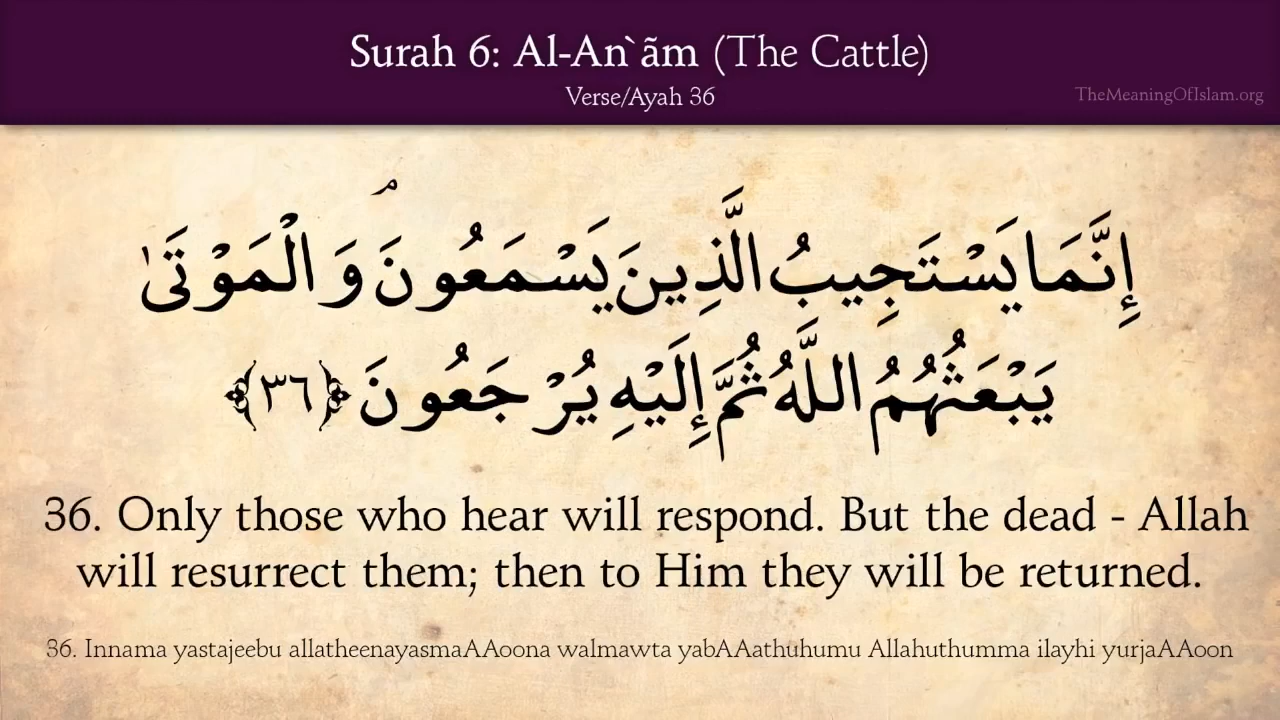 Surah 6: Al-An`ãm (The Cattle)
Verse/Ayah 36
TheMeaningOfIslam.org
إِنَّمَا يَسْتَجِيبُ الَّذِينَ يَسْمَعُونَ ۘ وَالْمَوْتَىٰ
يَبْعَثُهُمُ اللَّهُ ثُمَّ إِلَيْهِ يُرْجَعُونَ ﴿٣٦﴾
36. Only those who hear will respond. But the dead - Allah
will resurrect them; then to Him they will be returned.
36. Innama yastajeebu allatheenayasmaAAoona walmawta yabAAathuhumu Allahuthumma ilayhi yurjaAAoon